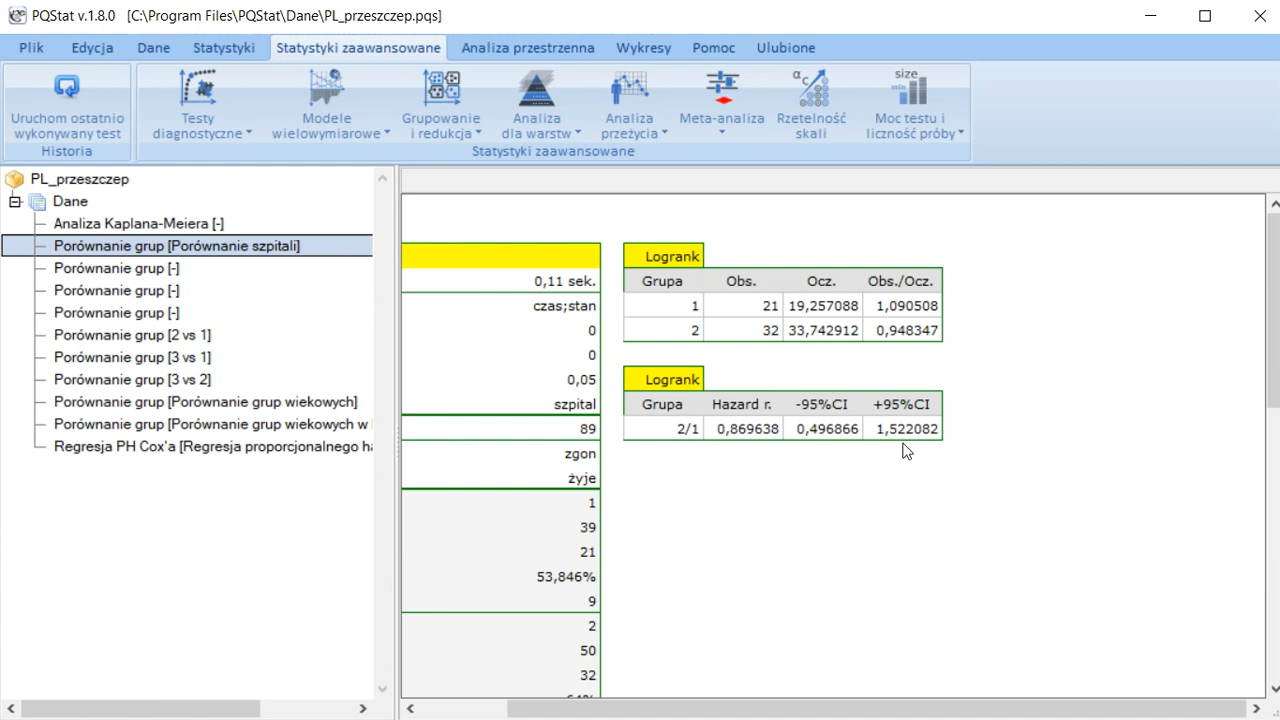 PQStat v.1.8.0 [C:\Program Files\PQStat\Dane\PL_przeszczep.pqs]
Plik Edycja Dane Statystyki Statystyki zaawansowane Analiza przestrzenna Wykresy Pomoc Ulubione
Uruchom ostatnio
wykonywany test
Historia
Testy
diagnostyczne
Modele
wielowymiarowe
Grupowanie
i redukcja
Analiza
dla warstw
Analiza
przeżycia
Meta-analiza
αc
Rzetelność
skali
size
min
Moc testu i
liczność próby
Statystyki zaawansowane
PL_przeszczep
Dane
Analiza Kaplana-Meiera [-]
Porównanie grup [Porównanie szpitali]
Porównanie grup [-]
Porównanie grup [-]
Porównanie grup [-]
Porównanie grup [2 vs 1]
Porównanie grup [3 vs 1]
Porównanie grup [3 vs 2]
Porównanie grup [Porównanie grup wiekowych]
Porównanie grup [Porównanie grup wiekowych w
Regresja PH Cox'a [Regresja proporcjonalnego ha
0,11 sek.
czas;stan
0
0
0,05
szpital
89
zgon
żyje
1
39
21
53,846%
9
2
50
32
64%
Logrank
Grupa Obs. Ocz. Obs./Ocz.
1 21 19,257088 1,090508
2 32 33,742912 0,948347
Logrank
Grupa Hazard r. -95%CI +95%CI
2/1 0,869638 0,496866 1,522082